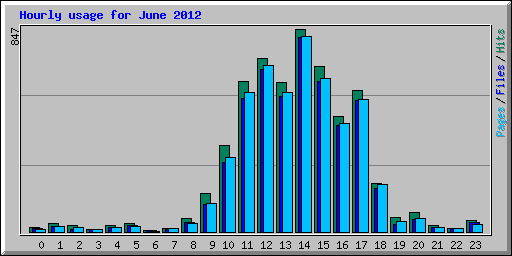 Hourly usage for June 2012
847
Pages / Files / Hits
0 1 2 3 4 5 6 7 8 9 10 11 12 13 14 15 16 17 18 19 20 21 22 23